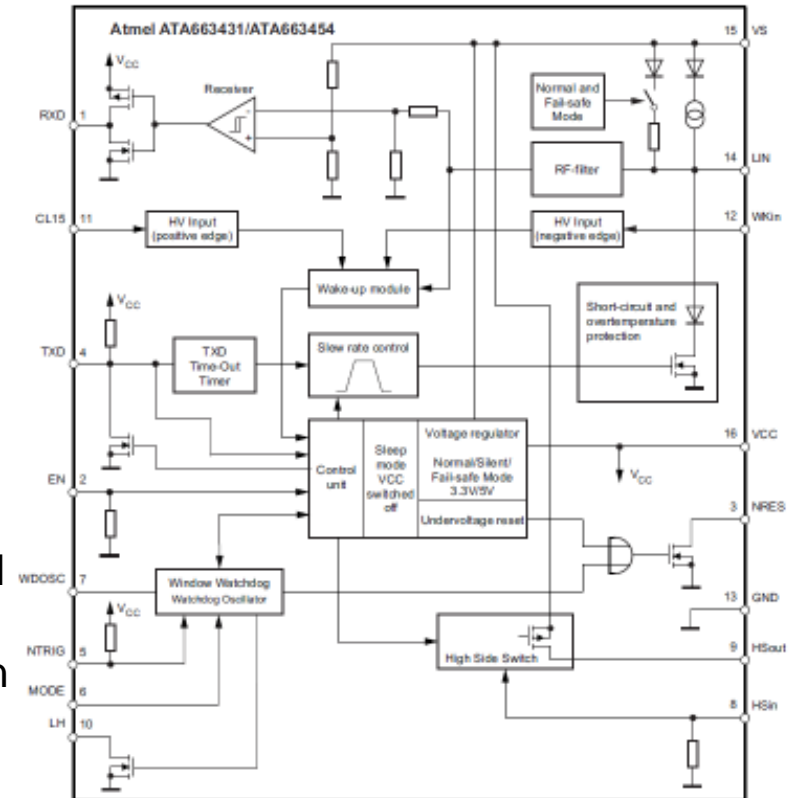 Atmel ATA663431/ATA663454
15 VS
VCC
Receiver
RXD 1
-
+
Normal and
Fail-safe
Mode
14 LIN
RF-filter
CL15 11
HV Input
(positive edge)
HV Input
(negative edge)
12 WKin
Wake-up module
VCC
Short-circuit and
overtemperature
protection
TXD 4
TXD
Time-Out
Timer
Slew rate control
Control
unit
Sleep
mode
VCC
switched
off
Voltage regulator
Normal/Silent/
Fail-safe Mode
3.3V/5V
Undervoltage reset
16 VCC
VCC
EN 2
3 NRES
WDOSC 7
Window Watchdog
Watchdog Oscillator
VCC
13 GND
NTRIG 5
High Side Switch
9 HSout
MODE 6
8 HSin
LH 10